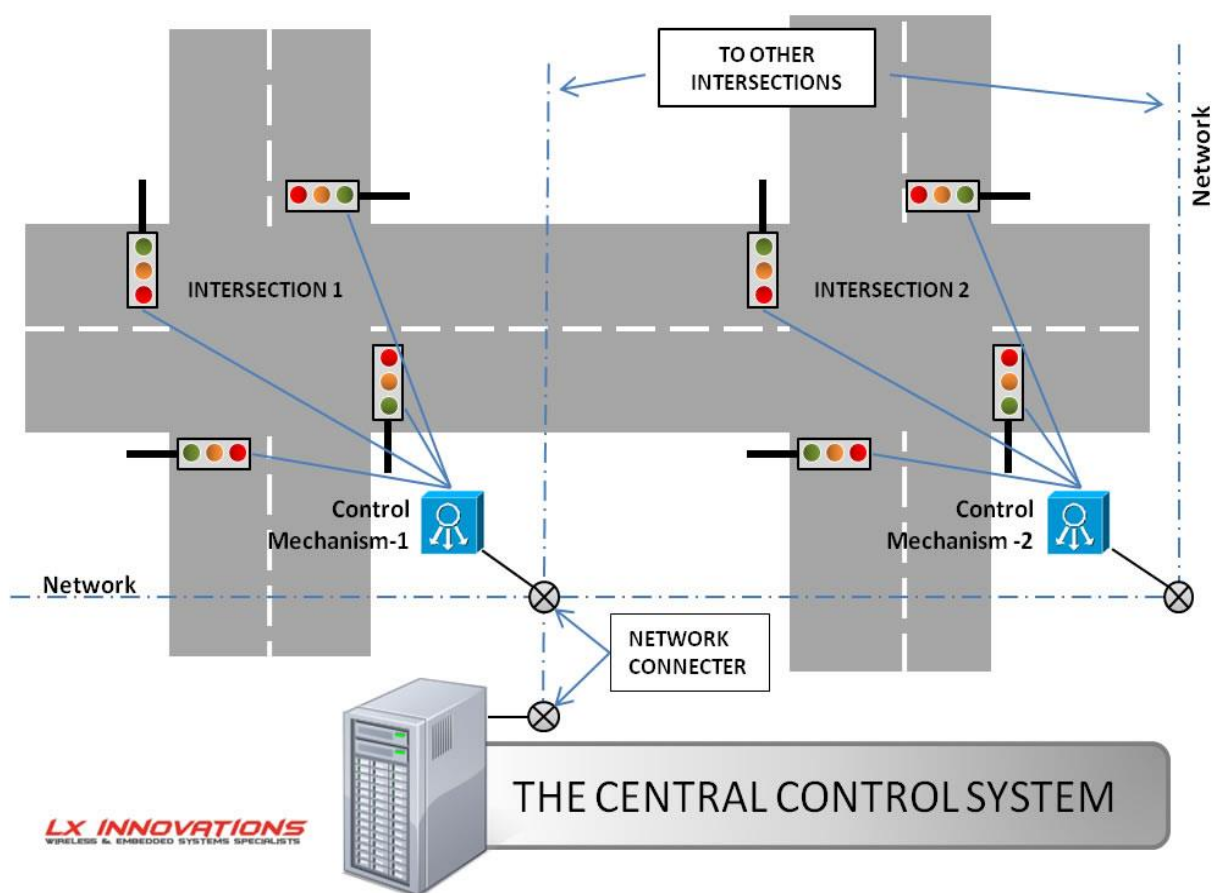 TO OTHER
INTERSECTIONS
Network
INTERSECTION 1
INTERSECTION 2
Control
Mechanism-1
Control
Mechanism -2
Network
NETWORK
CONNECTER
THE CENTRAL CONTROL SYSTEM
LX INNOVATIONS
WIRELESS & EMBEDDED SYSTEMS SPECIALISTS